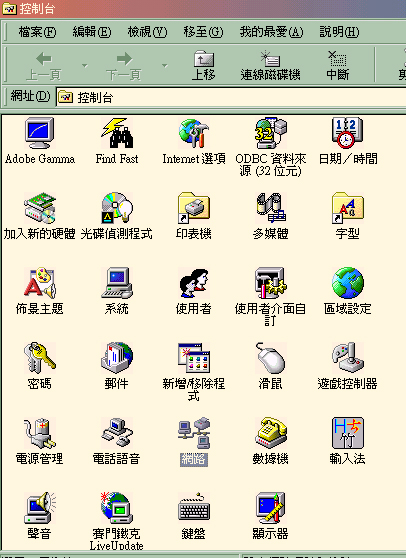 控制台
檔案(F) 編輯(E) 檢視(V) 移至(G) 我的最愛(A) 說明(H)
上一頁 下一頁 上移 連線磁碟機 中斷
網址(D) 控制台
Adobe Gamma Find Fast Internet 選項 ODBC 資料來源 (32 位元) 日期／時間
加入新的硬體 光碟偵測程式 印表機 多媒體 字型
佈景主題 系統 使用者 使用者介面自訂 區域設定
密碼 郵件 新增/移除程式 滑鼠 遊戲控制器
電源管理 電話語音 網路 數據機 輸入法
聲音 賽門鐵克 LiveUpdate 鍵盤 顯示器